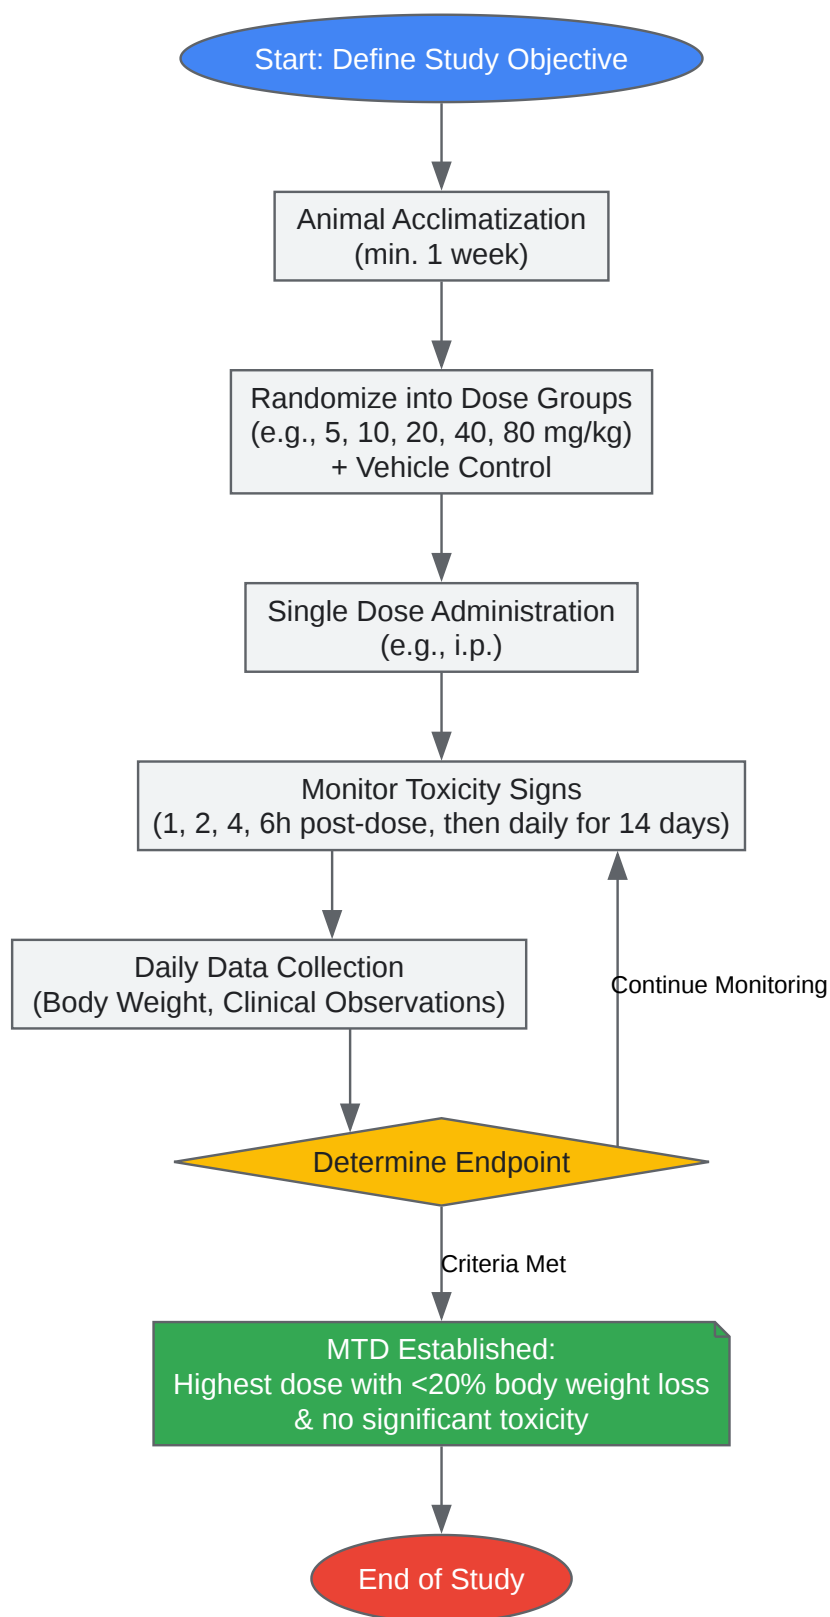 Start: Define Study Objective
Animal Acclimatization
(min. 1 week)
Randomize into Dose Groups
(e.g., 5, 10, 20, 40, 80 mg/kg)
+ Vehicle Control
Single Dose Administration
(e.g., i.p.)
Monitor Toxicity Signs
(1, 2, 4, 6h post-dose, then daily for 14 days)
Daily Data Collection
(Body Weight, Clinical Observations)
Continue Monitoring
Determine Endpoint
Criteria Met
MTD Established:
Highest dose with <20% body weight loss
& no significant toxicity
End of Study